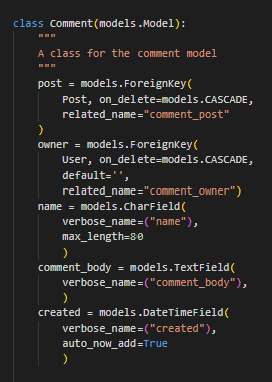 class Comment(models.Model):
    """
    A class for the comment model
    """
    post = models.ForeignKey(
        Post, on_delete=models.CASCADE,
        related_name="comment_post"
    )
    owner = models.ForeignKey(
        User, on_delete=models.CASCADE,
        default='',
        related_name="comment_owner")
    name = models.CharField(
        verbose_name=("name"),
        max_length=80
        )
    comment_body = models.TextField(
        verbose_name=("comment_body"),
        )
    created = models.DateTimeField(
        verbose_name=("created"),
        auto_now_add=True
        )